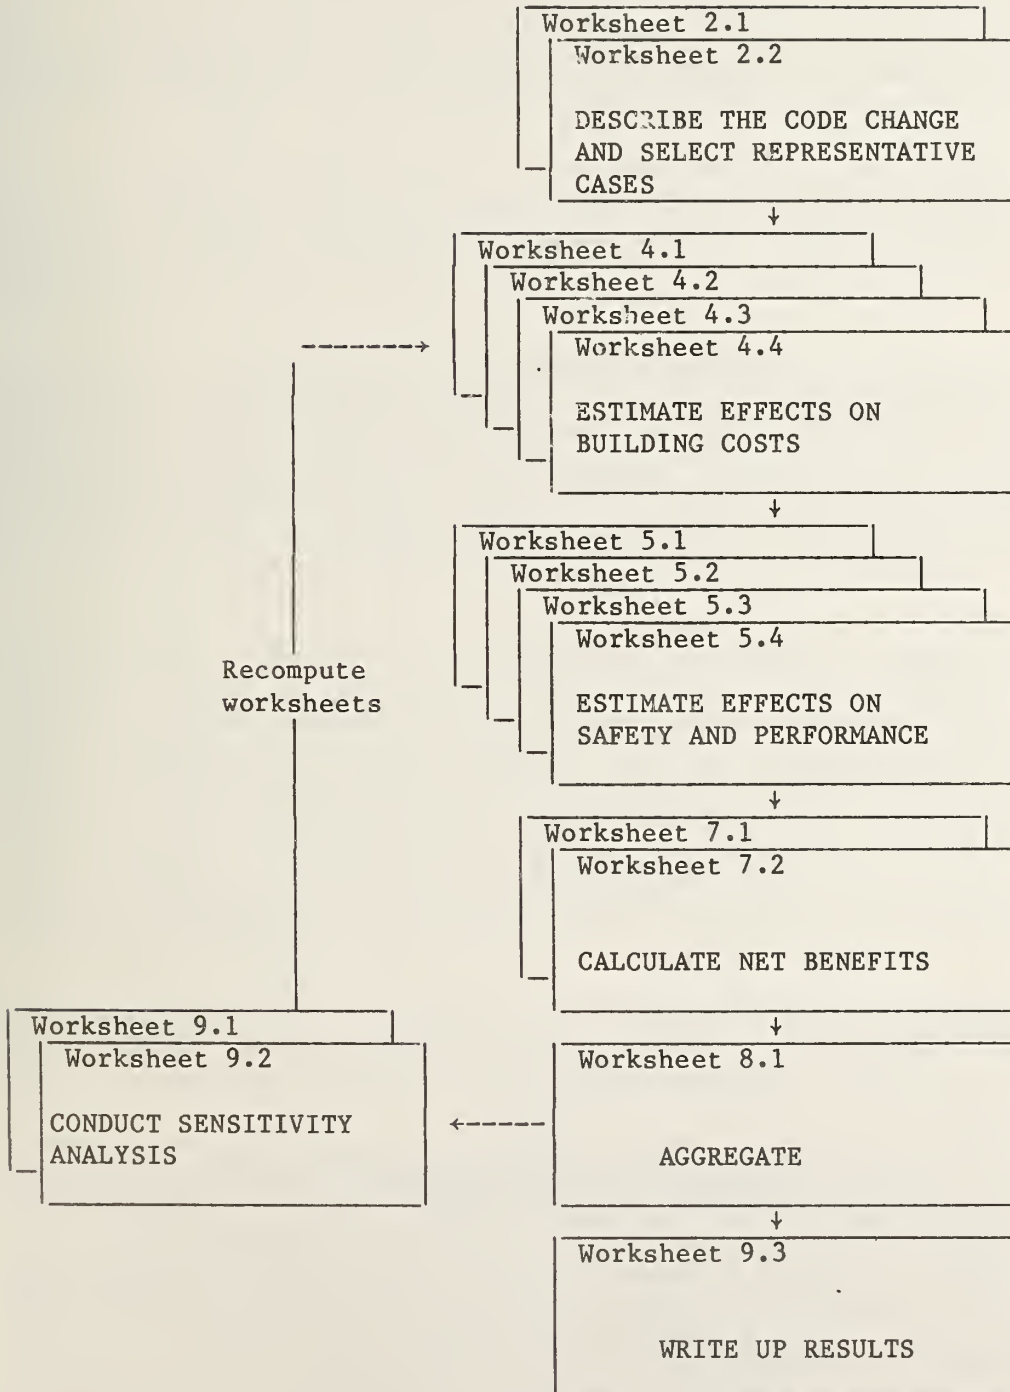 Worksheet 2.1
Worksheet 2.2
DESCRIBE THE CODE CHANGE
AND SELECT REPRESENTATIVE
CASES
Worksheet 4.1
Worksheet 4.2
Worksheet 4.3
Worksheet 4.4
ESTIMATE EFFECTS ON
BUILDING COSTS
Worksheet 5.1
Worksheet 5.2
Worksheet 5.3
Worksheet 5.4
ESTIMATE EFFECTS ON
SAFETY AND PERFORMANCE
Recompute
worksheets
Worksheet 7.1
Worksheet 7.2
CALCULATE NET BENEFITS
Worksheet 9.1
Worksheet 9.2
CONDUCT SENSITIVITY
ANALYSIS
Worksheet 8.1
AGGREGATE
Worksheet 9.3
WRITE UP RESULTS